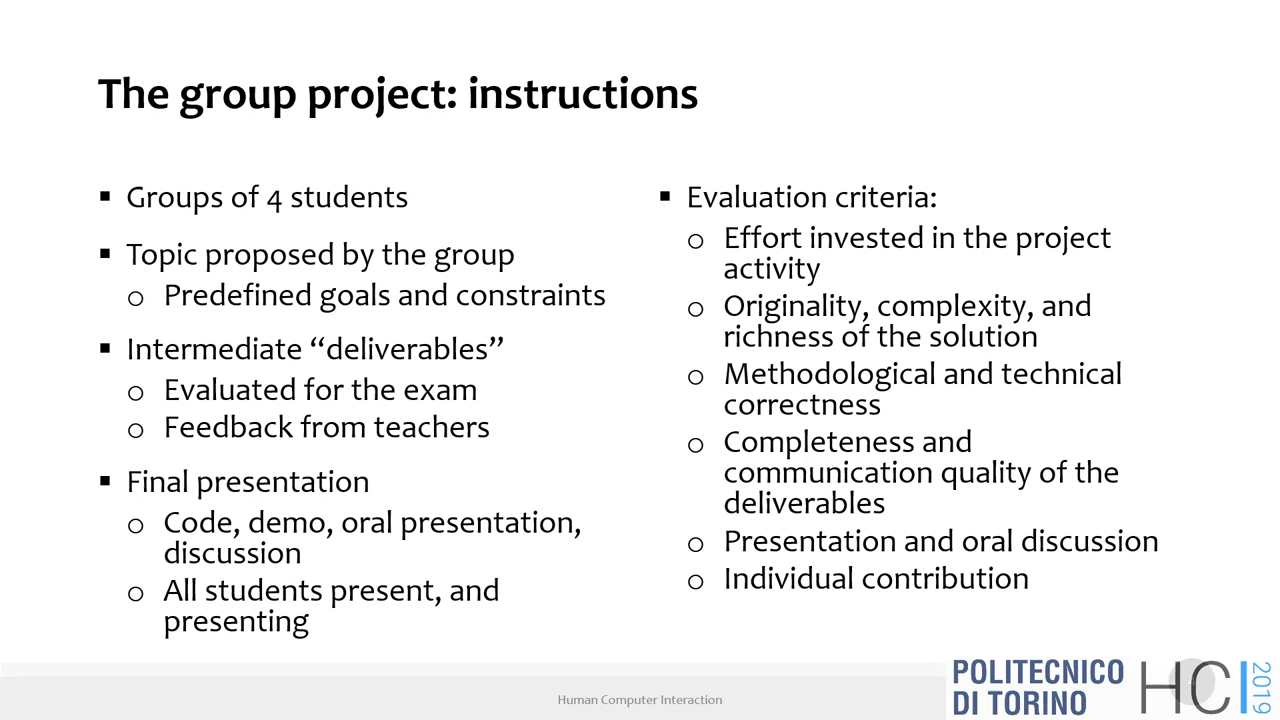 The group project: instructions
▪ Groups of 4 students
▪ Topic proposed by the group
o Predefined goals and constraints
▪ Intermediate “deliverables”
o Evaluated for the exam
o Feedback from teachers
▪ Final presentation
o Code, demo, oral presentation,
discussion
o All students present, and
presenting
▪ Evaluation criteria:
o Effort invested in the project
activity
o Originality, complexity, and
richness of the solution
o Methodological and technical
correctness
o Completeness and
communication quality of the
deliverables
o Presentation and oral discussion
o Individual contribution
Human Computer Interaction
POLITECNICO
DI TORINO
HCI
2019